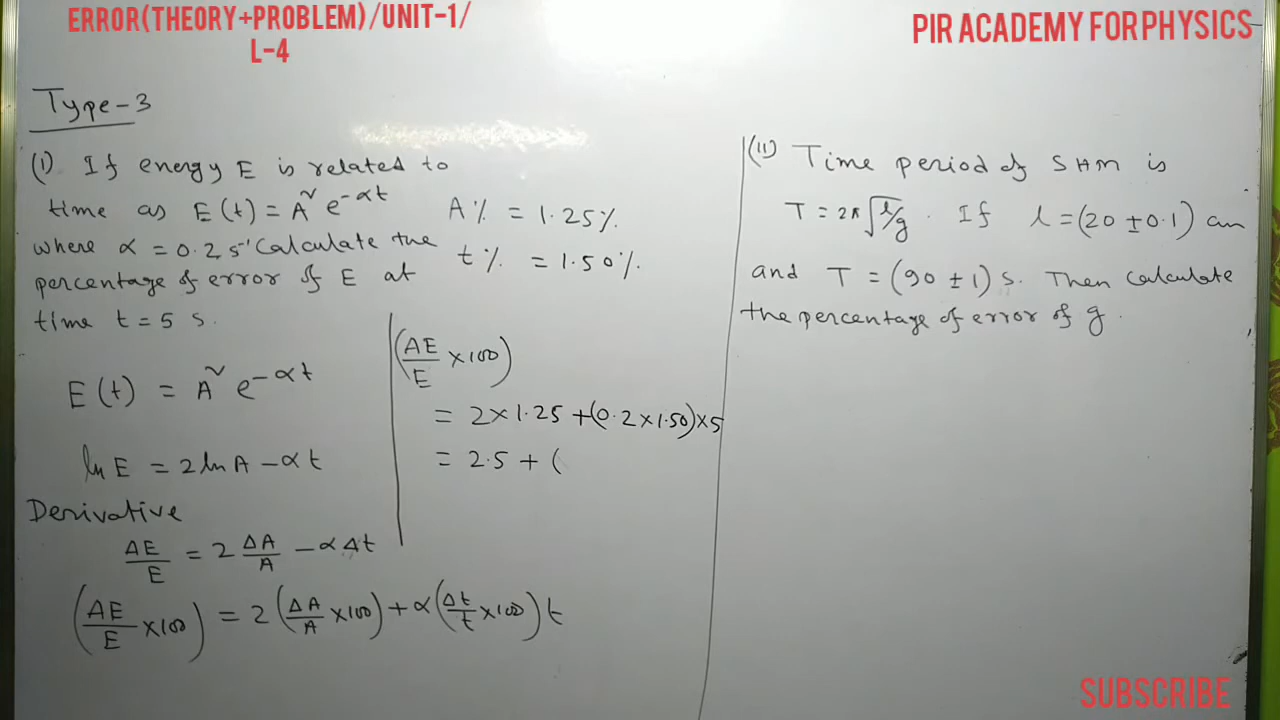 ERROR(THEORY+PROBLEM)/UNIT-1/
L-4
PIR ACADEMY FOR PHYSICS
Type-3
(I). If energy E is related to
time as E(t) = A² e^-αt
where α = 0.2 s⁻¹ Calculate the
percentage of error of E at
time t = 5 s.
A% = 1.25%.
t% = 1.50%.
E(t) = A² e^-αt
ln E = 2 ln A - αt
Derivative
ΔE/E = 2 ΔA/A - αΔt
(ΔE/E ×100) = 2(ΔA/A ×100) + α(Δt/t ×100)t
(ΔE/E ×100)
= 2×1.25 + (0.2×1.50)×5
= 2.5 + (
(II) Time period of SHM is
T = 2π√l/g . If l = (20 ± 0.1) cm
and T = (90 ± 1) s. Then calculate
the percentage of error of g.
SUBSCRIBE